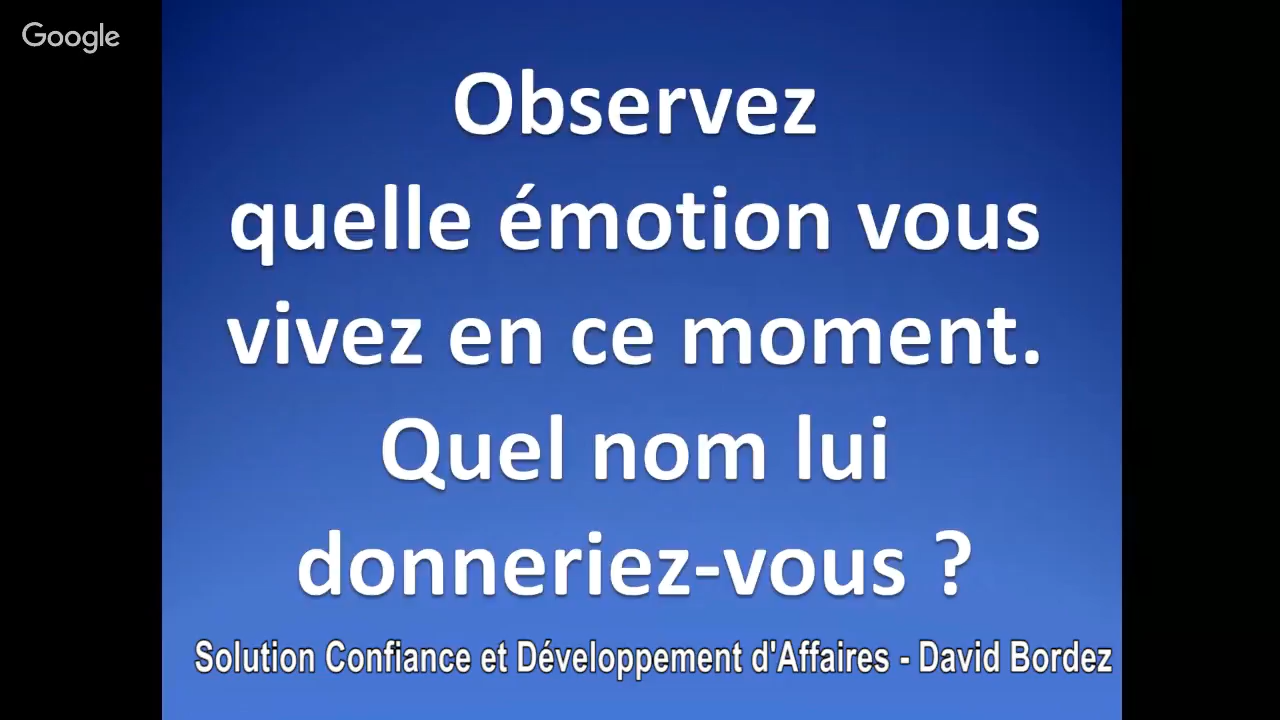 Google
Observez
quelle émotion vous
vivez en ce moment.
Quel nom lui
donneriez-vous ?
Solution Confiance et Développement d'Affaires - David Bordez